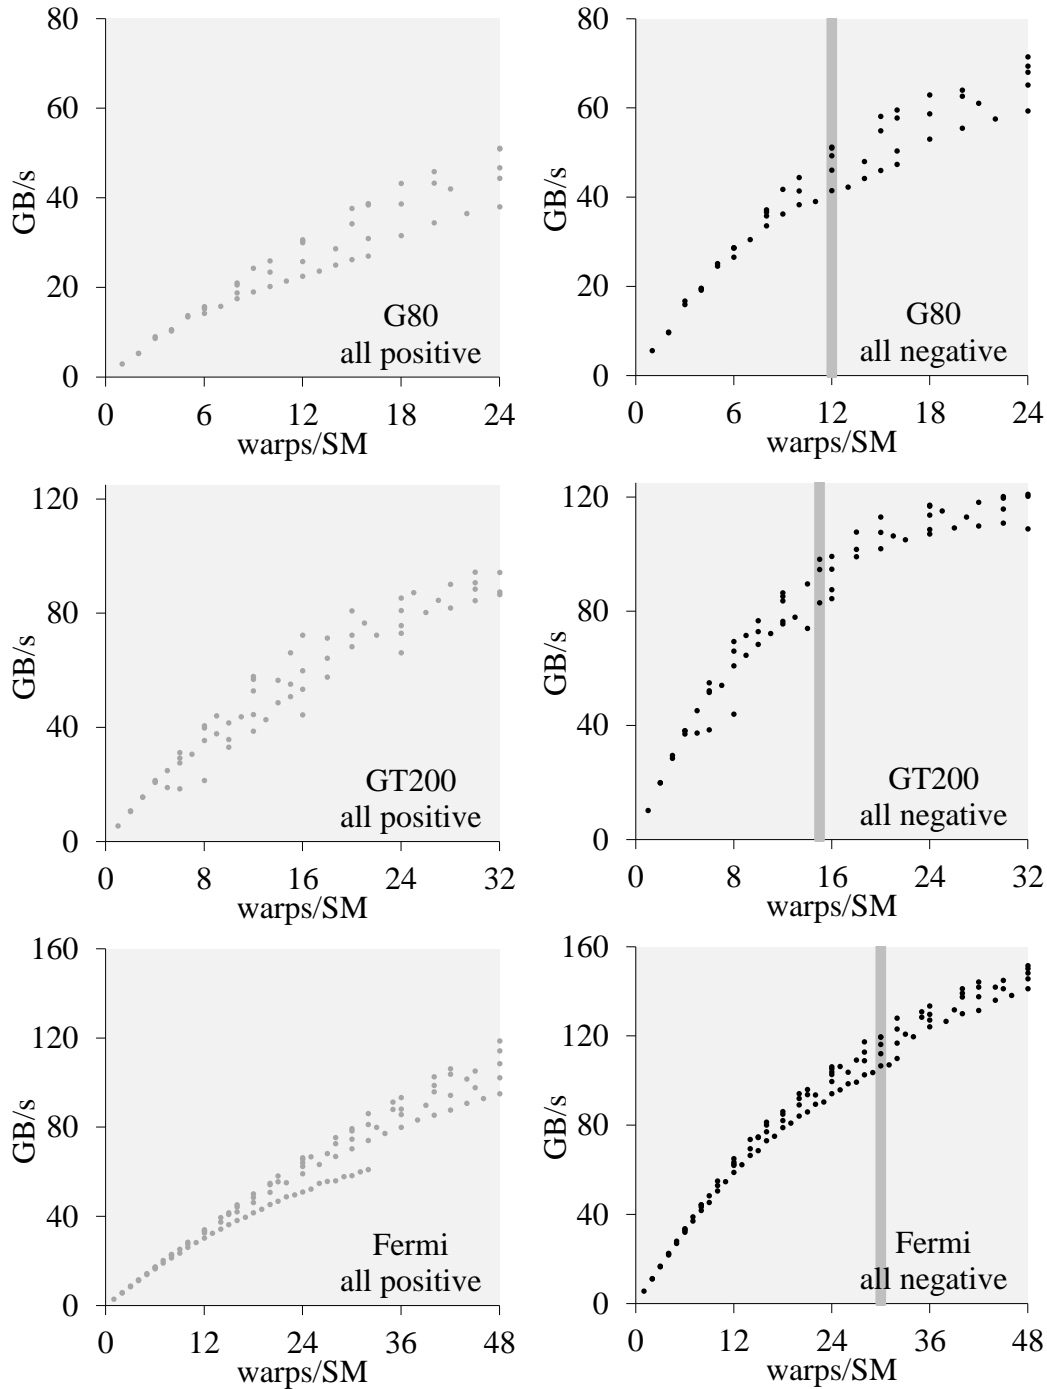 80
60
40
20
0
GB/s
0 6 12 18 24
warps/SM
G80
all positive
80
60
40
20
0
GB/s
0 6 12 18 24
warps/SM
G80
all negative
120
80
40
0
GB/s
0 8 16 24 32
warps/SM
GT200
all positive
120
80
40
0
GB/s
0 8 16 24 32
warps/SM
GT200
all negative
160
120
80
40
0
GB/s
0 12 24 36 48
warps/SM
Fermi
all positive
160
120
80
40
0
GB/s
0 12 24 36 48
warps/SM
Fermi
all negative